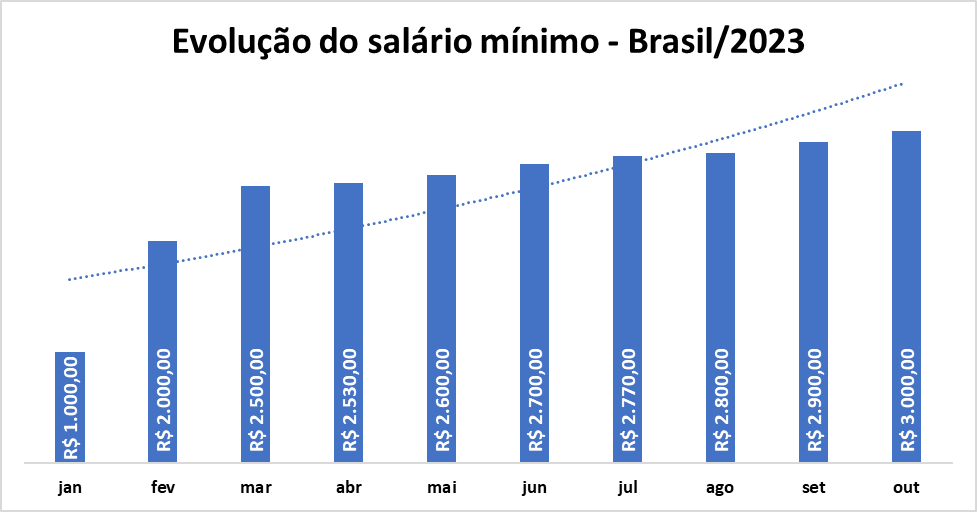 Evolução do salário mínimo - Brasil/2023
R$ 1.000,00
R$ 2.000,00
R$ 2.500,00
R$ 2.530,00
R$ 2.600,00
R$ 2.700,00
R$ 2.770,00
R$ 2.800,00
R$ 2.900,00
R$ 3.000,00
jan fev mar abr mai jun jul ago set out